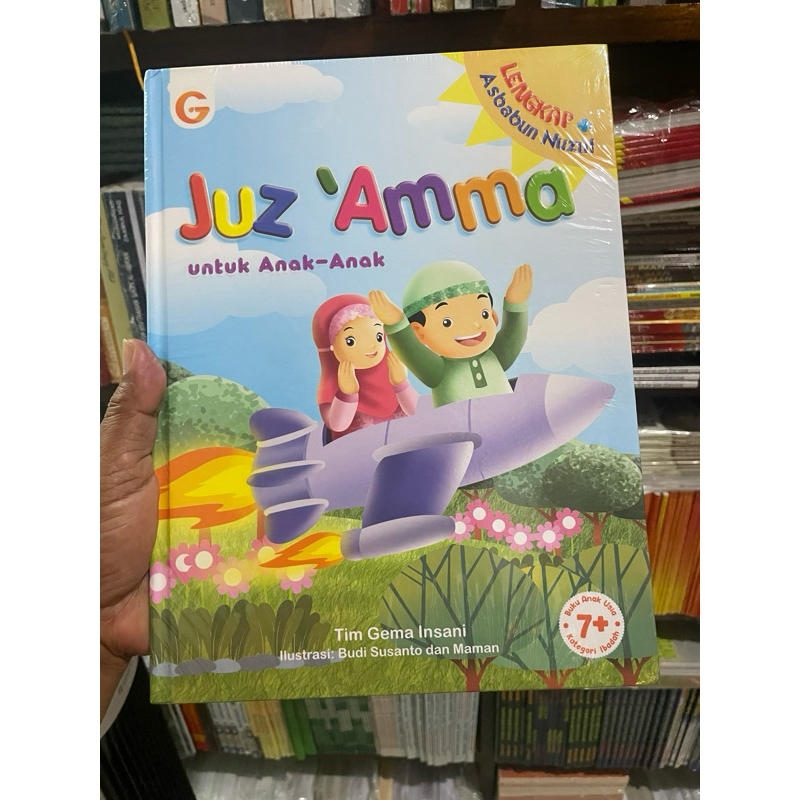 G
LENGKAP +
Asbabun Nuzul
Juz 'Amma
untuk Anak-Anak
Tim Gema Insani
Ilustrasi: Budi Susanto dan Maman
Buku Anak Usia
7+
Kategori Ibadah